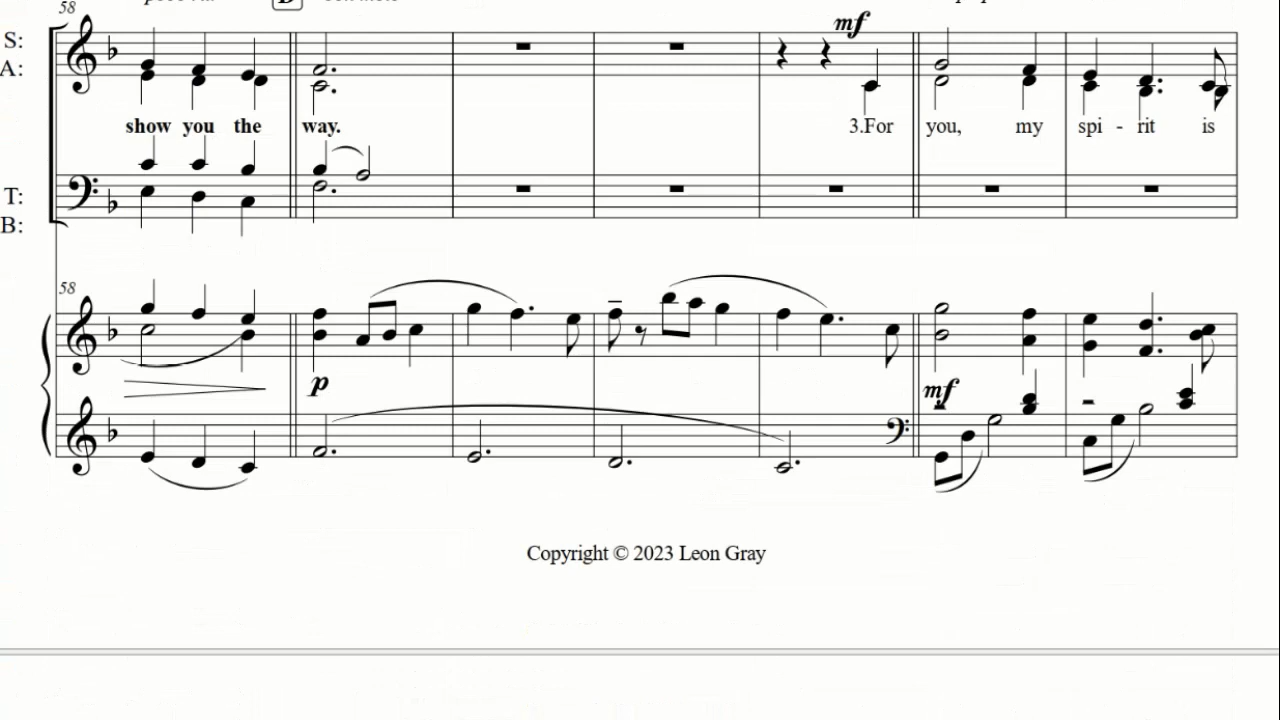 58
mf
S:
A:
show you the way. 3.For you, my spi - rit is
T:
B:
58
p
mf
Copyright © 2023 Leon Gray